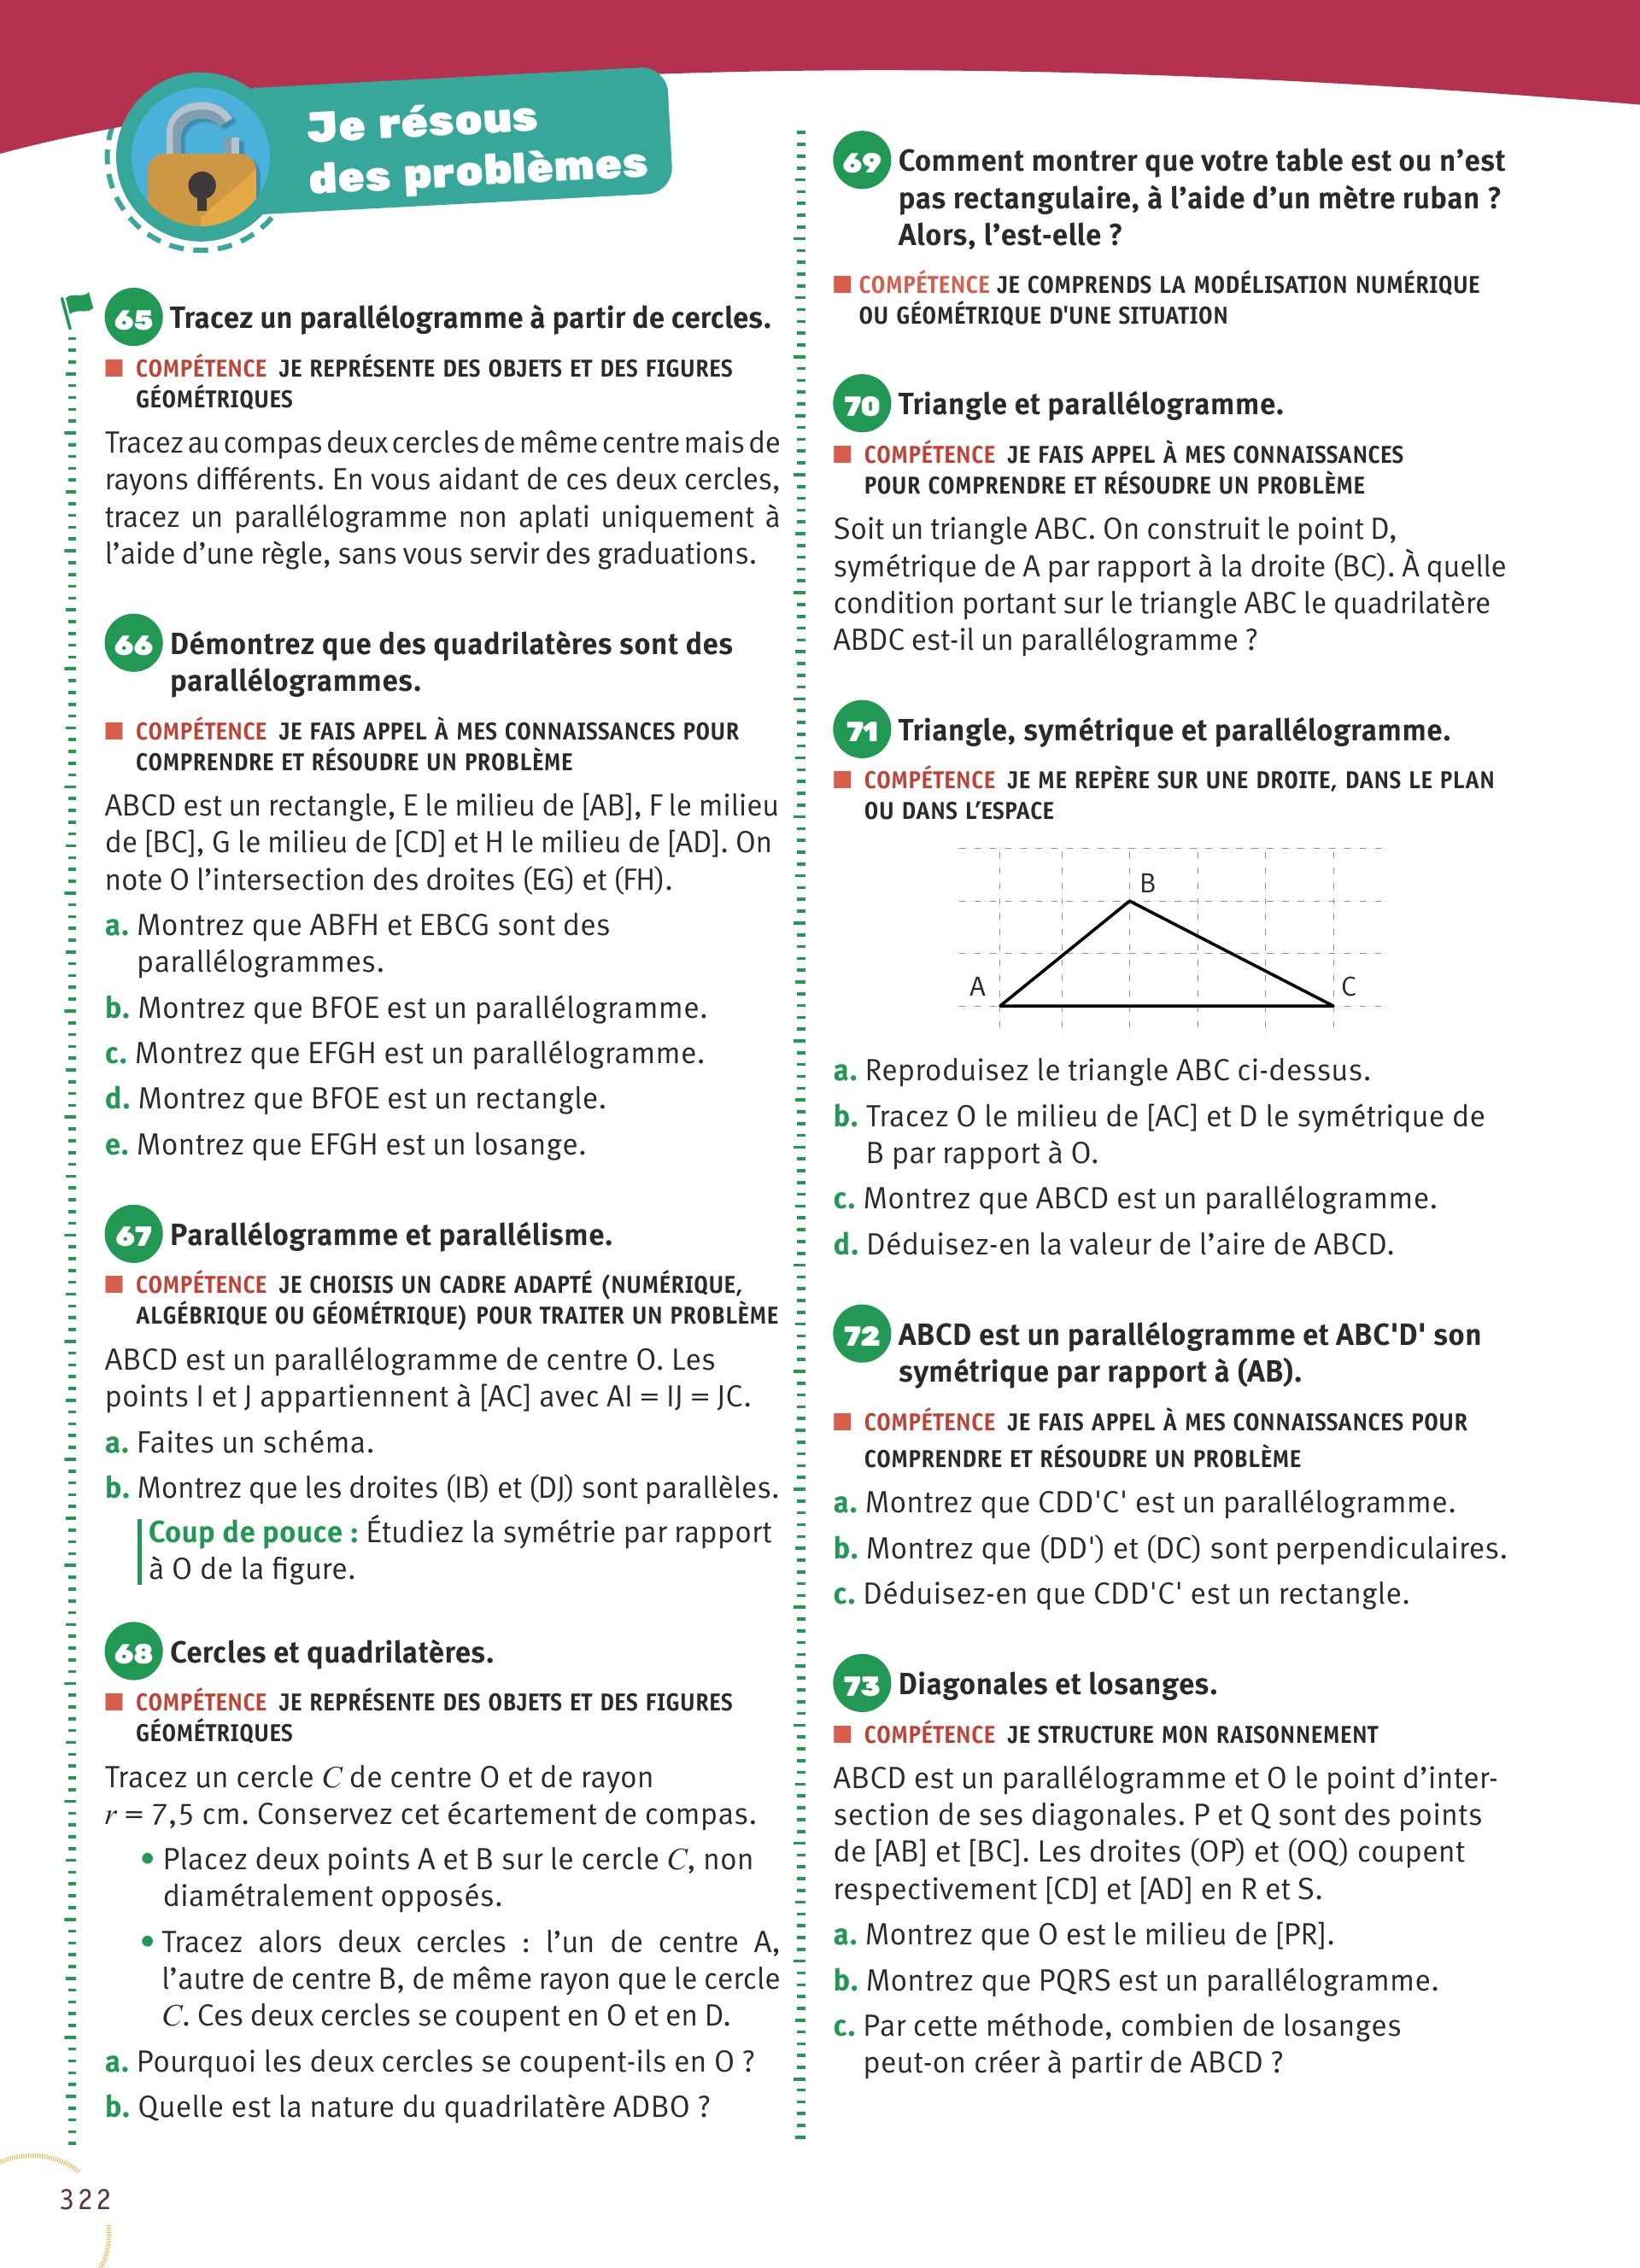 Je résous
des problèmes
65 Tracez un parallélogramme à partir de cercles.
COMPÉTENCE JE REPRÉSENTE DES OBJETS ET DES FIGURES
GÉOMÉTRIQUES
Tracez au compas deux cercles de même centre mais de
rayons différents. En vous aidant de ces deux cercles,
tracez un parallélogramme non aplati uniquement à
l’aide d’une règle, sans vous servir des graduations.
66 Démontrez que des quadrilatères sont des
parallélogrammes.
COMPÉTENCE JE FAIS APPEL À MES CONNAISSANCES POUR
COMPRENDRE ET RÉSOUDRE UN PROBLÈME
ABCD est un rectangle, E le milieu de [AB], F le milieu
de [BC], G le milieu de [CD] et H le milieu de [AD]. On
note O l’intersection des droites (EG) et (FH).
a. Montrez que ABFH et EBCG sont des
parallélogrammes.
b. Montrez que BFOE est un parallélogramme.
c. Montrez que EFGH est un parallélogramme.
d. Montrez que BFOE est un rectangle.
e. Montrez que EFGH est un losange.
67 Parallélogramme et parallélisme.
COMPÉTENCE JE CHOISIS UN CADRE ADAPTÉ (NUMÉRIQUE,
ALGÉBRIQUE OU GÉOMÉTRIQUE) POUR TRAITER UN PROBLÈME
ABCD est un parallélogramme de centre O. Les
points I et J appartiennent à [AC] avec AI = IJ = JC.
a. Faites un schéma.
b. Montrez que les droites (IB) et (DJ) sont parallèles.
Coup de pouce : Étudiez la symétrie par rapport
à O de la figure.
68 Cercles et quadrilatères.
COMPÉTENCE JE REPRÉSENTE DES OBJETS ET DES FIGURES
GÉOMÉTRIQUES
Tracez un cercle C de centre O et de rayon
r = 7,5 cm. Conservez cet écartement de compas.
• Placez deux points A et B sur le cercle C, non
diamétralement opposés.
• Tracez alors deux cercles : l’un de centre A,
l’autre de centre B, de même rayon que le cercle
C. Ces deux cercles se coupent en O et en D.
a. Pourquoi les deux cercles se coupent-ils en O ?
b. Quelle est la nature du quadrilatère ADBO ?
322
69 Comment montrer que votre table est ou n’est
pas rectangulaire, à l’aide d’un mètre ruban ?
Alors, l’est-elle ?
COMPÉTENCE JE COMPRENDS LA MODÉLISATION NUMÉRIQUE
OU GÉOMÉTRIQUE D'UNE SITUATION
70 Triangle et parallélogramme.
COMPÉTENCE JE FAIS APPEL À MES CONNAISSANCES
POUR COMPRENDRE ET RÉSOUDRE UN PROBLÈME
Soit un triangle ABC. On construit le point D,
symétrique de A par rapport à la droite (BC). À quelle
condition portant sur le triangle ABC le quadrilatère
ABDC est-il un parallélogramme ?
71 Triangle, symétrique et parallélogramme.
COMPÉTENCE JE ME REPÈRE SUR UNE DROITE, DANS LE PLAN
OU DANS L’ESPACE
B
A C
a. Reproduisez le triangle ABC ci-dessus.
b. Tracez O le milieu de [AC] et D le symétrique de
B par rapport à O.
c. Montrez que ABCD est un parallélogramme.
d. Déduisez-en la valeur de l’aire de ABCD.
72 ABCD est un parallélogramme et ABC'D' son
symétrique par rapport à (AB).
COMPÉTENCE JE FAIS APPEL À MES CONNAISSANCES POUR
COMPRENDRE ET RÉSOUDRE UN PROBLÈME
a. Montrez que CDD'C' est un parallélogramme.
b. Montrez que (DD') et (DC) sont perpendiculaires.
c. Déduisez-en que CDD'C' est un rectangle.
73 Diagonales et losanges.
COMPÉTENCE JE STRUCTURE MON RAISONNEMENT
ABCD est un parallélogramme et O le point d’inter-
section de ses diagonales. P et Q sont des points
de [AB] et [BC]. Les droites (OP) et (OQ) coupent
respectivement [CD] et [AD] en R et S.
a. Montrez que O est le milieu de [PR].
b. Montrez que PQRS est un parallélogramme.
c. Par cette méthode, combien de losanges
peut-on créer à partir de ABCD ?